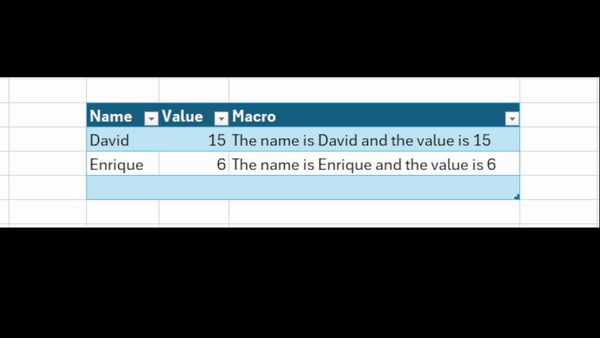 Name Value Macro
David 15 The name is David and the value is 15
Enrique 6 The name is Enrique and the value is 6